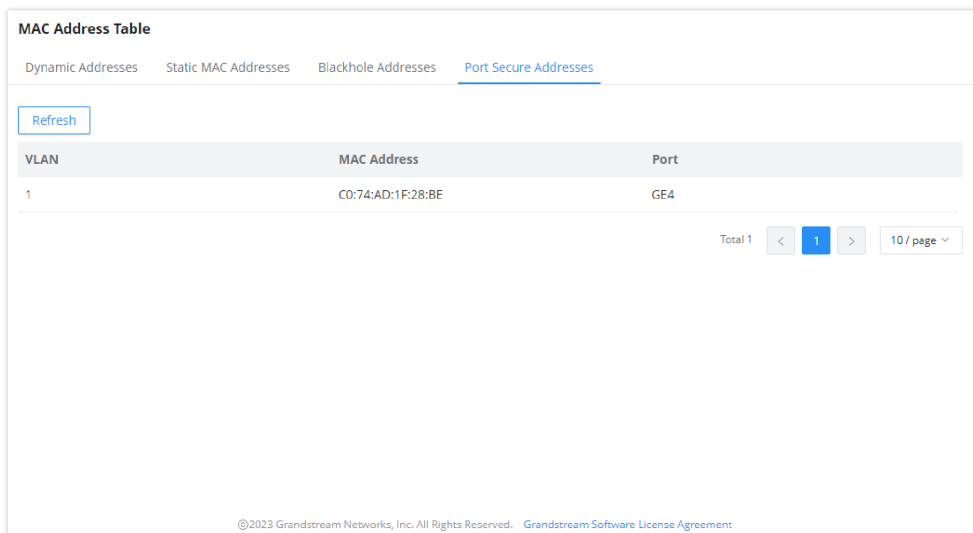 MAC Address Table
Dynamic Addresses Static MAC Addresses Blackhole Addresses Port Secure Addresses
Refresh
VLAN MAC Address Port
1 C0:74:AD:1F:28:BE GE4
Total 1 < 1 > 10 / page
©2023 Grandstream Networks, Inc. All Rights Reserved. Grandstream Software License Agreement